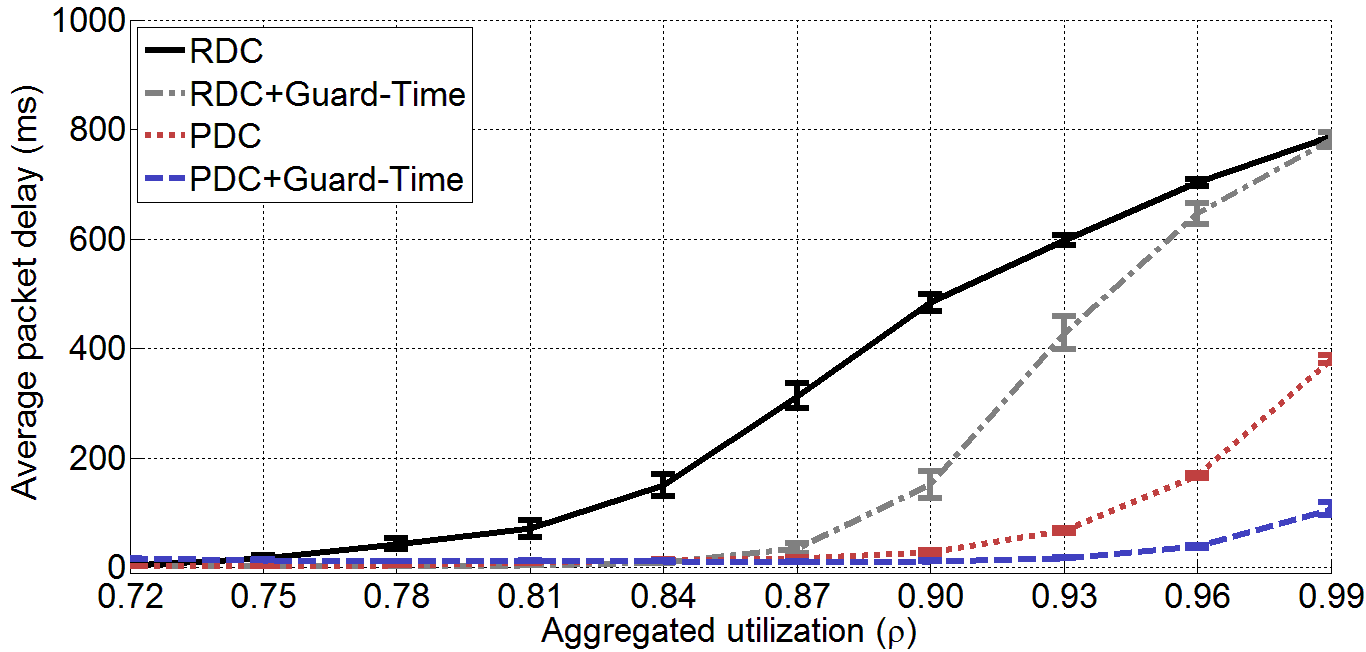 1000
800
600
400
200
0
Average packet delay (ms)
RDC
RDC+Guard-Time
PDC
PDC+Guard-Time
0.72 0.75 0.78 0.81 0.84 0.87 0.90 0.93 0.96 0.99
Aggregated utilization (ρ)